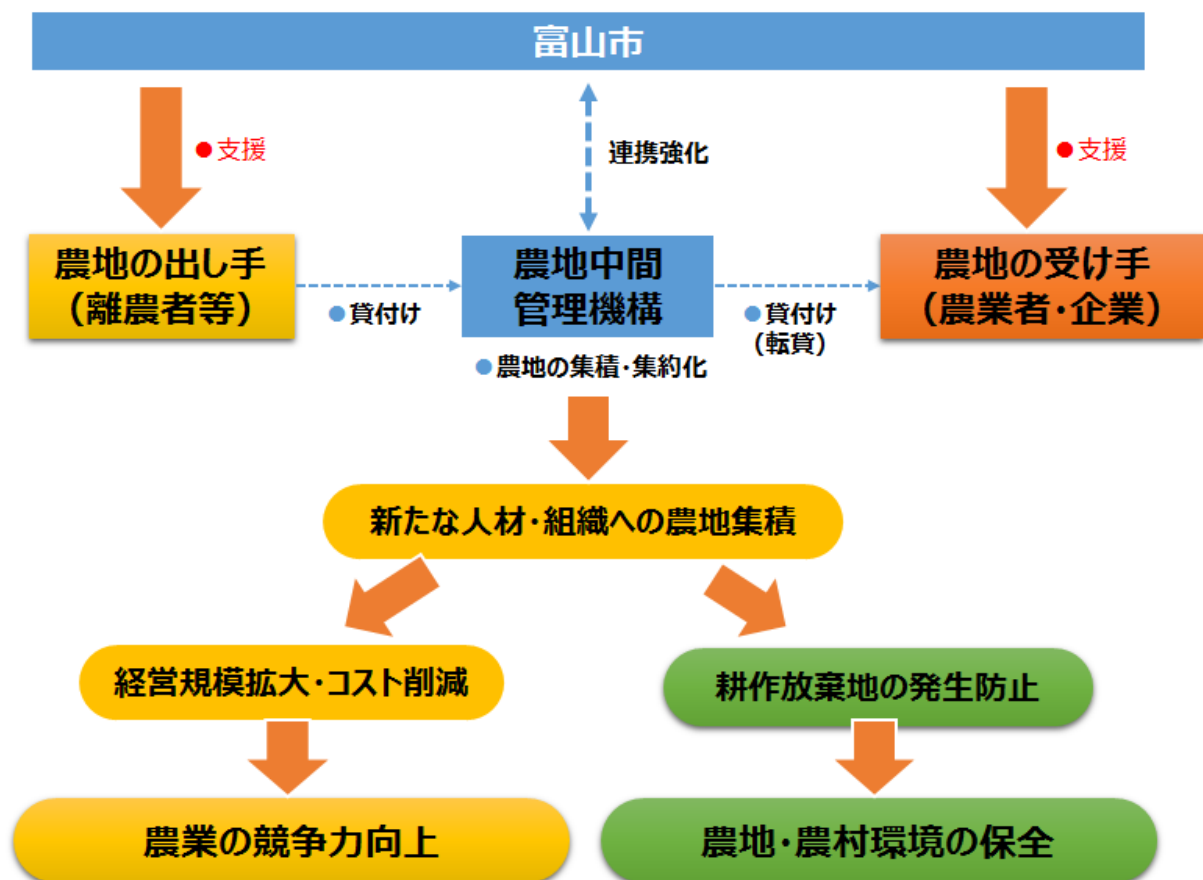 富山市
●支援
連携強化
●支援
農地の出し手
（離農者等）
●貸付け
農地中間
管理機構
●貸付け
（転貸）
農地の受け手
（農業者・企業）
●農地の集積・集約化
新たな人材・組織への農地集積
経営規模拡大・コスト削減
耕作放棄地の発生防止
農業の競争力向上
農地・農村環境の保全